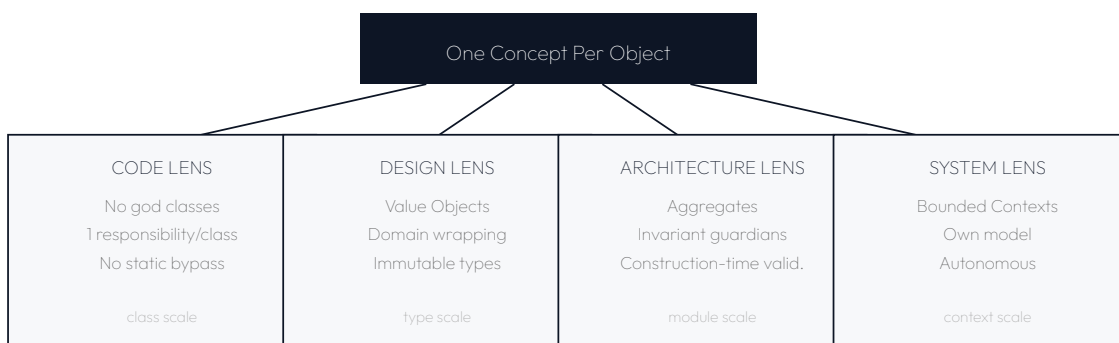 One Concept Per Object
CODE LENS
No god classes
1 responsibility/class
No static bypass
class scale
DESIGN LENS
Value Objects
Domain wrapping
Immutable types
type scale
ARCHITECTURE LENS
Aggregates
Invariant guardians
Construction-time valid.
module scale
SYSTEM LENS
Bounded Contexts
Own model
Autonomous
context scale